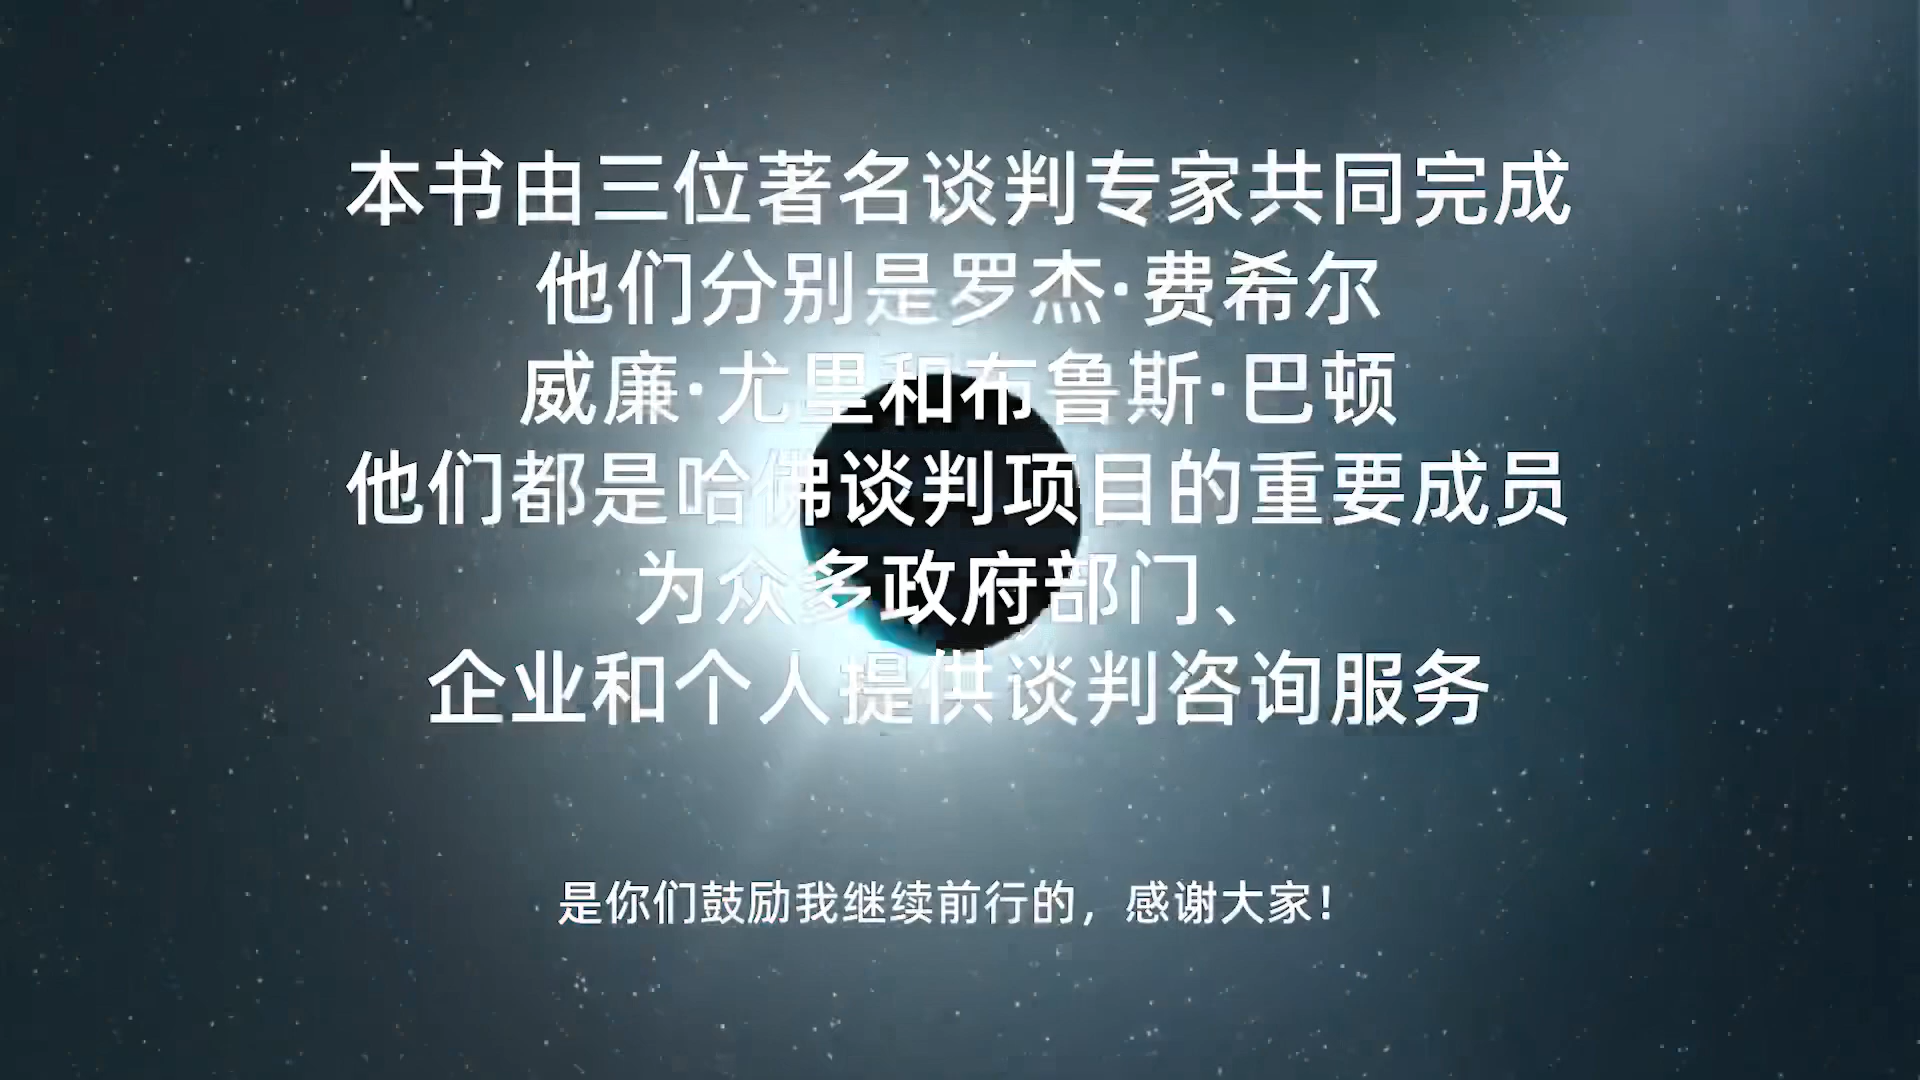 本书由三位著名谈判专家共同完成
他们分别是罗杰·费希尔
威廉·尤里和布鲁斯·巴顿
他们都是哈佛谈判项目的重要成员
为众多政府部门、
企业和个人提供谈判咨询服务
是你们鼓励我继续前行的，感谢大家！